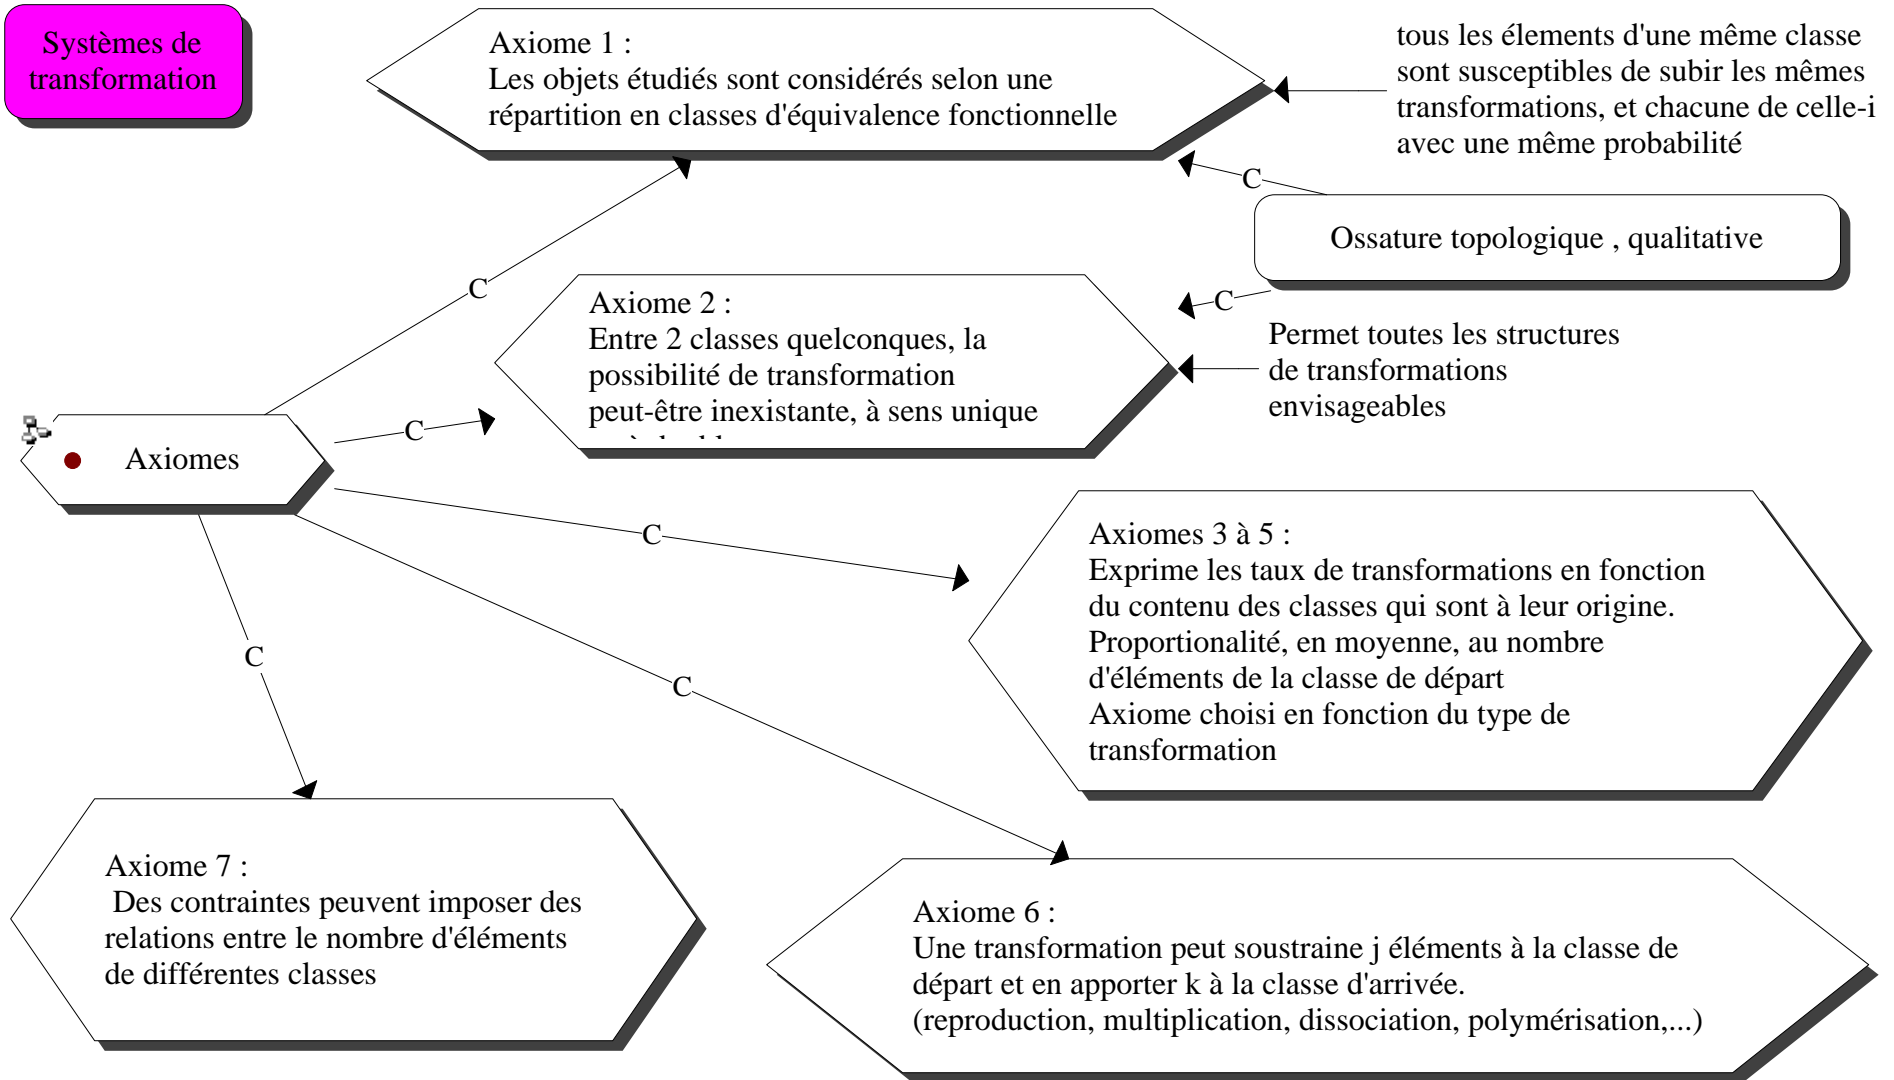 Systèmes de
transformation
Axiome 1 :
Les objets étudiés sont considérés selon une
répartition en classes d'équivalence fonctionnelle
tous les élements d'une même classe
sont susceptibles de subir les mêmes
transformations, et chacune de celle-i
avec une même probabilité
C
Ossature topologique , qualitative
C
C
Axiome 2 :
Entre 2 classes quelconques, la
possibilité de transformation
peut-être inexistante, à sens unique
C
Permet toutes les structures
de transformations
envisageables
Axiomes
C
C
Axiomes 3 à 5 :
Exprime les taux de transformations en fonction
du contenu des classes qui sont à leur origine.
Proportionalité, en moyenne, au nombre
d'éléments de la classe de départ
Axiome choisi en fonction du type de
transformation
C
C
Axiome 7 :
Des contraintes peuvent imposer des
relations entre le nombre d'éléments
de différentes classes
Axiome 6 :
Une transformation peut soustraine j éléments à la classe de
départ et en apporter k à la classe d'arrivée.
(reproduction, multiplication, dissociation, polymérisation,...)